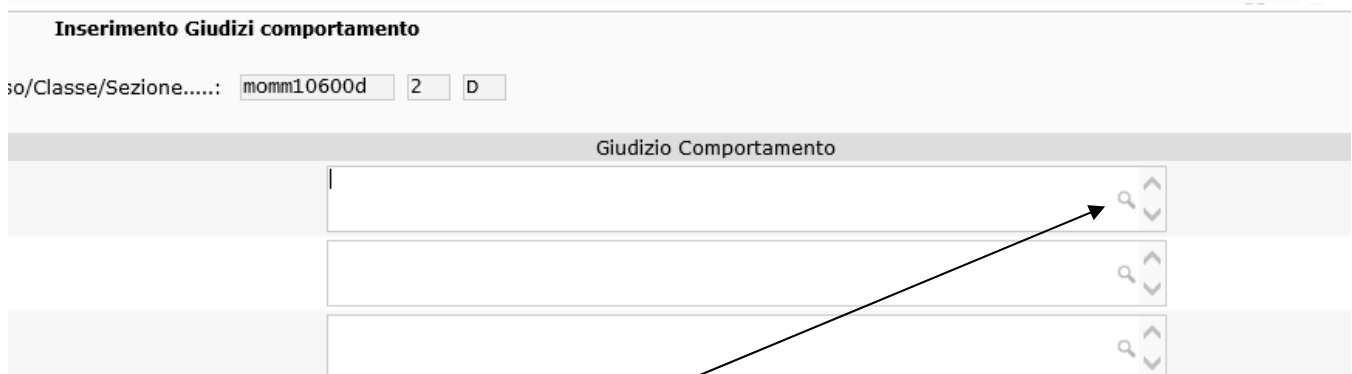 Inserimento Giudizi comportamento
so/Classe/Sezione.....: momm10600d 2 D
Giudizio Comportamento